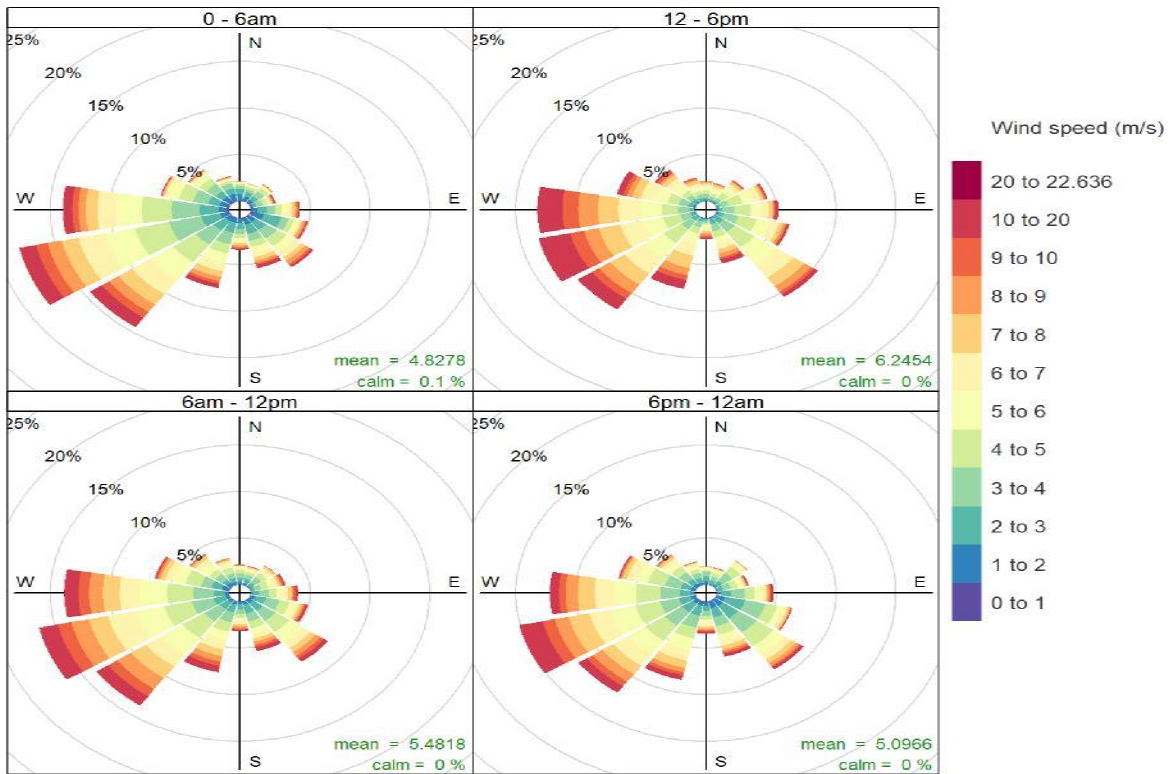 0 - 6am
25%
20%
15%
10%
5%
N
W
E
S
mean = 4.8278
calm = 0.1 %
12 - 6pm
25%
20%
15%
10%
5%
N
W
E
S
mean = 6.2454
calm = 0 %
6am - 12pm
25%
20%
15%
10%
5%
N
W
E
S
mean = 5.4818
calm = 0 %
6pm - 12am
25%
20%
15%
10%
5%
N
W
E
S
mean = 5.0966
calm = 0 %
Wind speed (m/s)
20 to 22.636
10 to 20
9 to 10
8 to 9
7 to 8
6 to 7
5 to 6
4 to 5
3 to 4
2 to 3
1 to 2
0 to 1